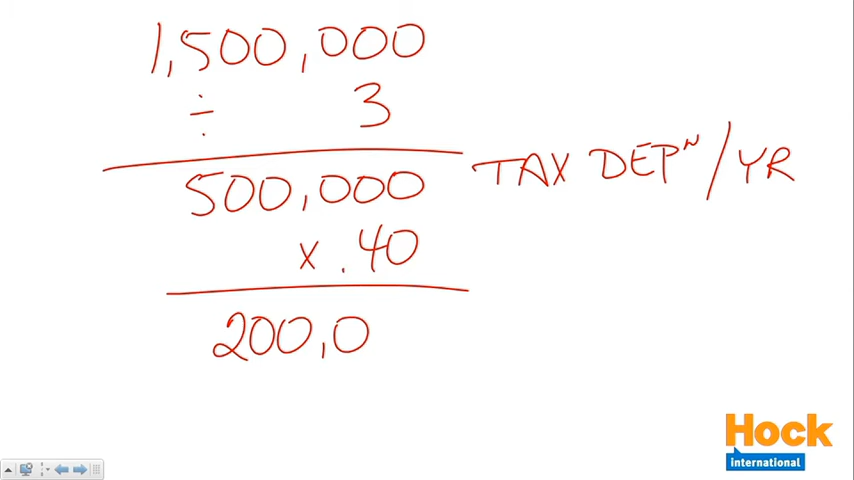 1,500,000
÷ 3
500,000 TAX DEPᴺ/YR
x .40
200,0
Hock
international